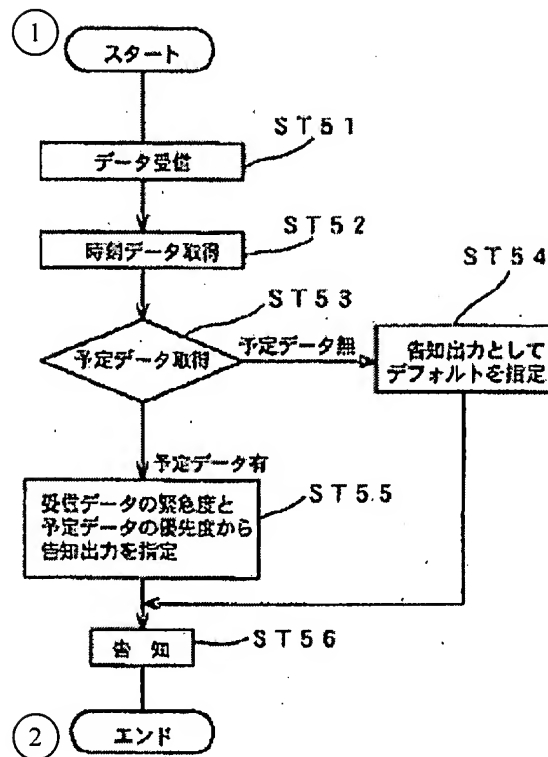 1
スタート
ST51
データ受信
ST52
時刻データ取得
ST54
ST53
予定データ取得
予定データ無
告知出力として
デフォルトを指定
予定データ有
ST5.5
受信データの緊急度と
予定データの優先度から
告知出力を指定
ST56
告知
2
エンド